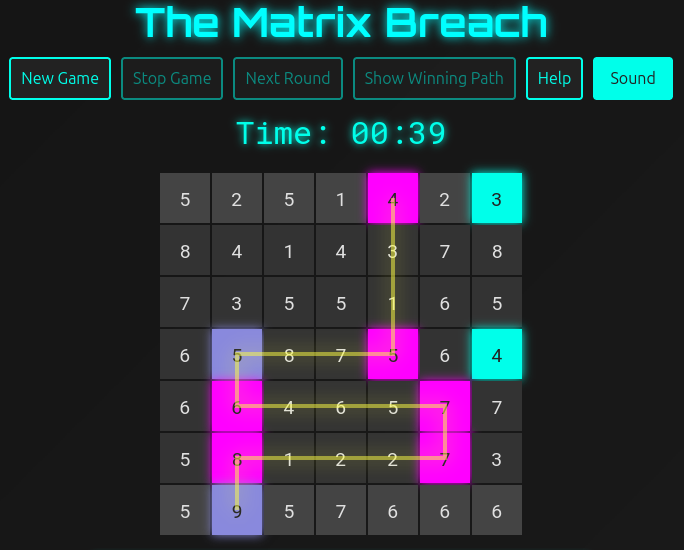 The Matrix Breach
New Game Stop Game Next Round Show Winning Path Help Sound
Time: 00:39
5 2 5 1 4 2 3
8 4 1 4 3 7 8
7 3 5 5 1 6 5
6 5 8 7 5 6 4
6 6 4 6 5 7 7
5 8 1 2 2 7 3
5 9 5 7 6 6 6